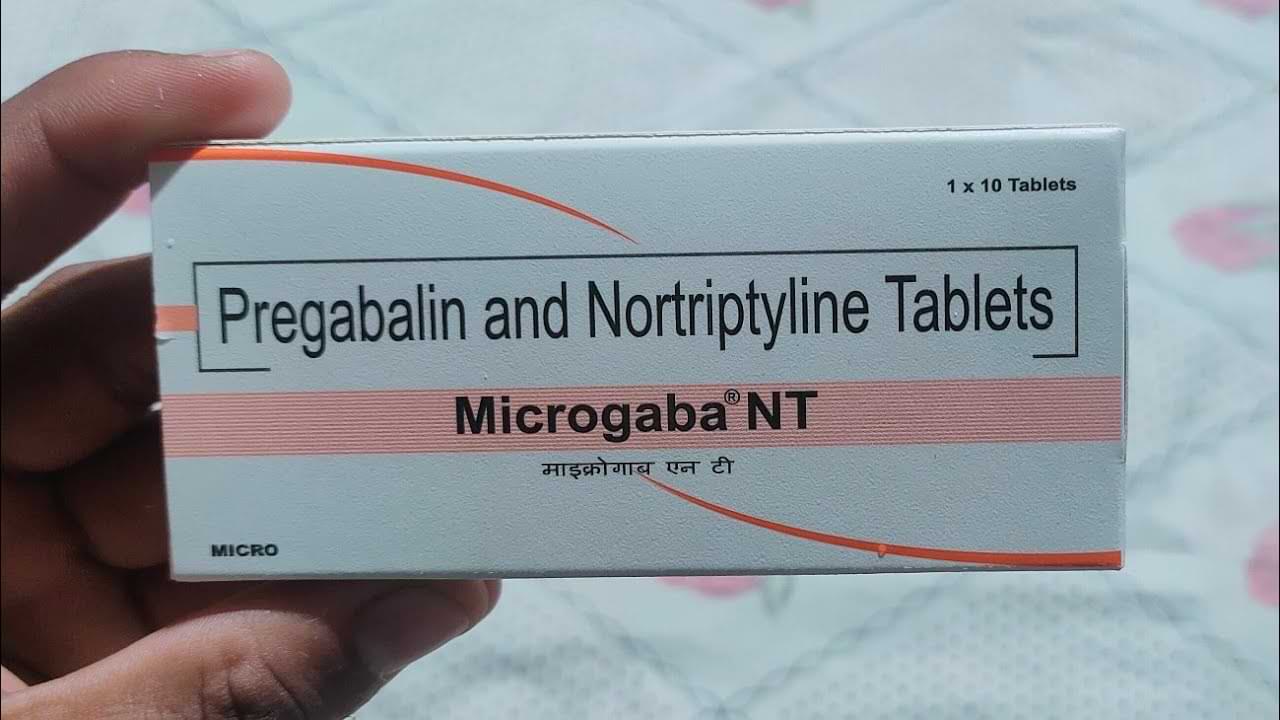 1 x 10 Tablets
Pregabalin and Nortriptyline Tablets
Microgaba® NT
माइक्रोगाब एन टी
MICRO